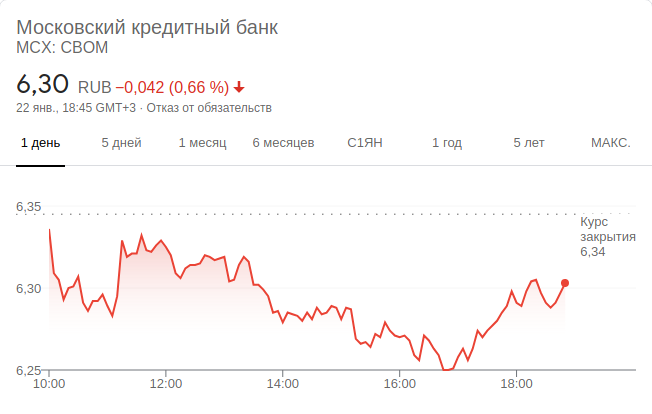 Московский кредитный банк
MCX: CBOM
6,30 RUB −0,042 (0,66 %)
22 янв., 18:45 GMT+3 · Отказ от обязательств
1 день 5 дней 1 месяц 6 месяцев С1ЯН 1 год 5 лет МАКС.
6,35
Курс
закрытия
6,34
6,30
6,25
10:00 12:00 14:00 16:00 18:00